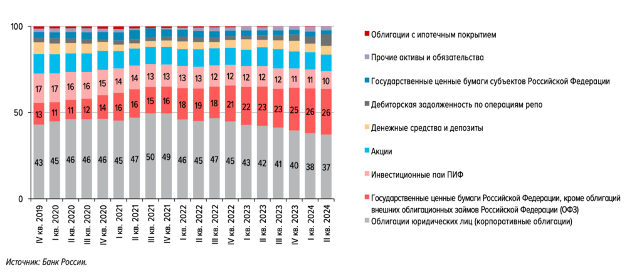 100
50
0
17 17 16 16 15 14 14 13 13 13 13 12 12 12 12 12 11 11 10
13 11 11 12 14 16 16 15 16 18 19 18 21 22 22 23 25 26 26
43 45 46 46 46 45 47 50 49 46 45 47 45 43 42 41 40 38 37
IV кв. 2019
I кв. 2020
II кв. 2020
III кв. 2020
IV кв. 2020
I кв. 2021
II кв. 2021
III кв. 2021
IV кв. 2021
I кв. 2022
II кв. 2022
III кв. 2022
IV кв. 2022
I кв. 2023
II кв. 2023
III кв. 2023
IV кв. 2023
I кв. 2024
II кв. 2024
Облигации с ипотечным покрытием
Прочие активы и обязательства
Государственные ценные бумаги субъектов Российской Федерации
Дебиторская задолженность по операциям репо
Денежные средства и депозиты
Акции
Инвестиционные паи ПИФ
Государственные ценные бумаги Российской Федерации, кроме облигаций
внешних облигационных займов Российской Федерации (ОФЗ)
Облигации юридических лиц (корпоративные облигации)
Источник: Банк России.